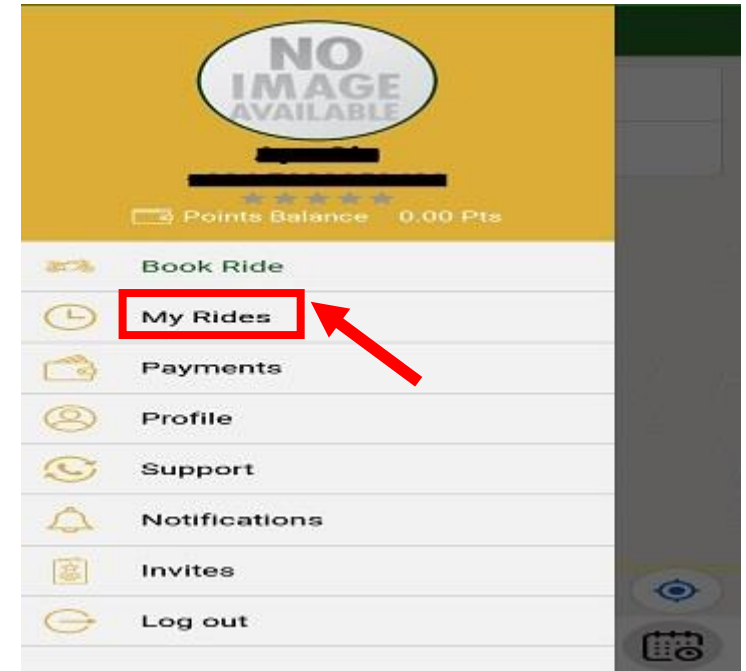 NO
IMAGE
AVAILABLE
Points Balance 0.00 Pts
Book Ride
My Rides
Payments
Profile
Support
Notifications
Invites
Log out